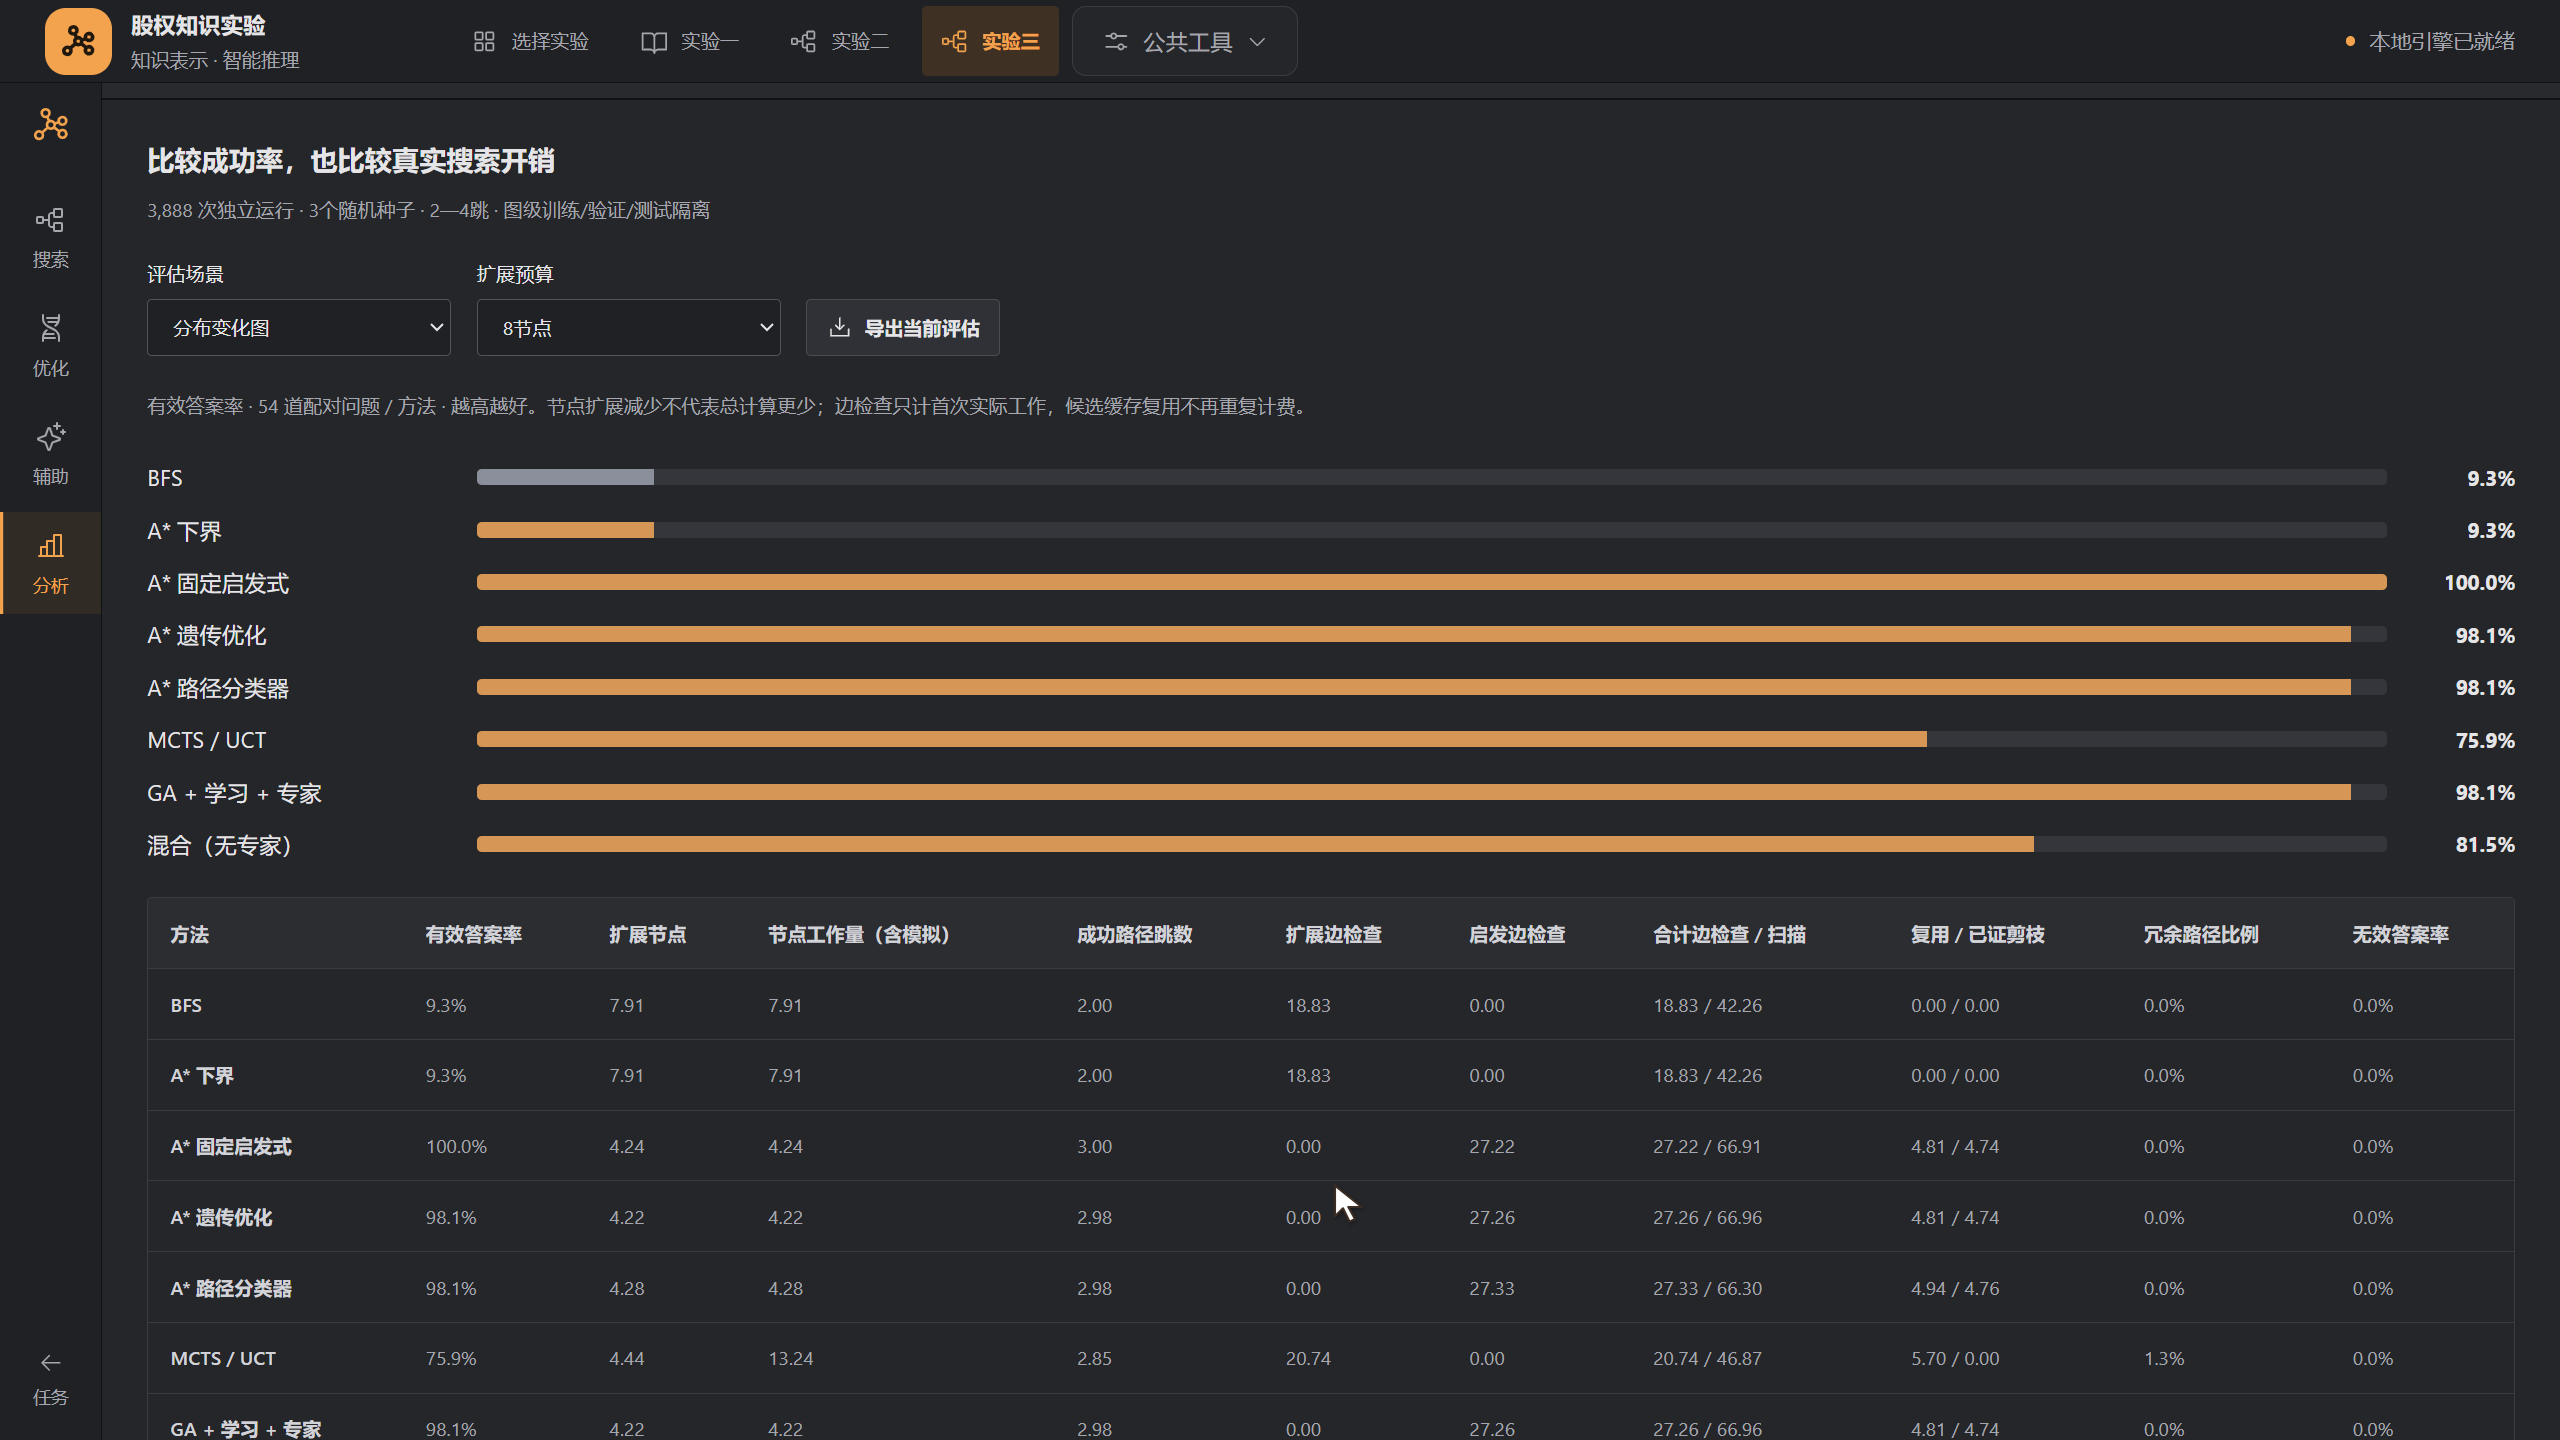 股权知识实验
知识表示 · 智能推理
选择实验
实验一
实验二
实验三
公共工具
本地引擎已就绪
搜索
优化
辅助
分析
任务
比较成功率，也比较真实搜索开销
3,888 次独立运行 · 3个随机种子 · 2—4跳 · 图级训练/验证/测试隔离
评估场景 扩展预算
分布变化图 8节点 导出当前评估
有效答案率 · 54 道配对问题 / 方法 · 越高越好。节点扩展减少不代表总计算更少；边检查只计首次实际工作，候选缓存复用不再重复计费。
BFS 9.3%
A* 下界 9.3%
A* 固定启发式 100.0%
A* 遗传优化 98.1%
A* 路径分类器 98.1%
MCTS / UCT 75.9%
GA + 学习 + 专家 98.1%
混合（无专家） 81.5%
方法 有效答案率 扩展节点 节点工作量（含模拟） 成功路径跳数 扩展边检查 启发边检查 合计边检查 / 扫描 复用 / 已证剪枝 冗余路径比例 无效答案率
BFS 9.3% 7.91 7.91 2.00 18.83 0.00 18.83 / 42.26 0.00 / 0.00 0.0% 0.0%
A* 下界 9.3% 7.91 7.91 2.00 18.83 0.00 18.83 / 42.26 0.00 / 0.00 0.0% 0.0%
A* 固定启发式 100.0% 4.24 4.24 3.00 0.00 27.22 27.22 / 66.91 4.81 / 4.74 0.0% 0.0%
A* 遗传优化 98.1% 4.22 4.22 2.98 0.00 27.26 27.26 / 66.96 4.81 / 4.74 0.0% 0.0%
A* 路径分类器 98.1% 4.28 4.28 2.98 0.00 27.33 27.33 / 66.30 4.94 / 4.76 0.0% 0.0%
MCTS / UCT 75.9% 4.44 13.24 2.85 20.74 0.00 20.74 / 46.87 5.70 / 0.00 1.3% 0.0%
GA + 学习 + 专家 98.1% 4.22 4.22 2.98 0.00 27.26 27.26 / 66.96 4.81 / 4.74 0.0% 0.0%